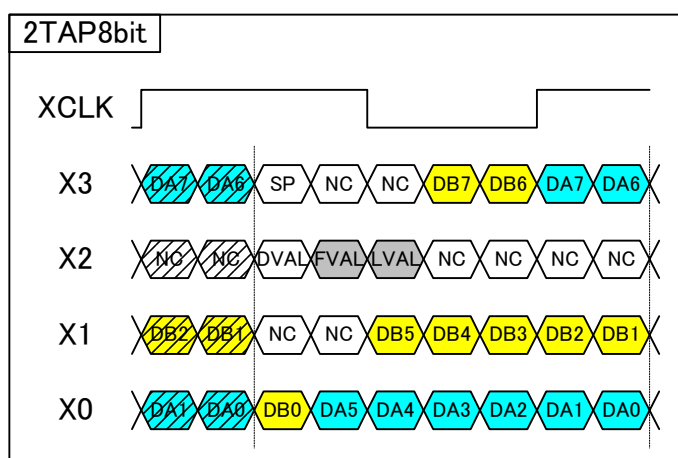 2TAP8bit
XCLK
X3 DA7 DA6 SP NC NC DB7 DB6 DA7 DA6
X2 NC NC DVAL FVAL LVAL NC NC NC NC
X1 DB2 DB1 NC NC DB5 DB4 DB3 DB2 DB1
X0 DA1 DA0 DB0 DA5 DA4 DA3 DA2 DA1 DA0